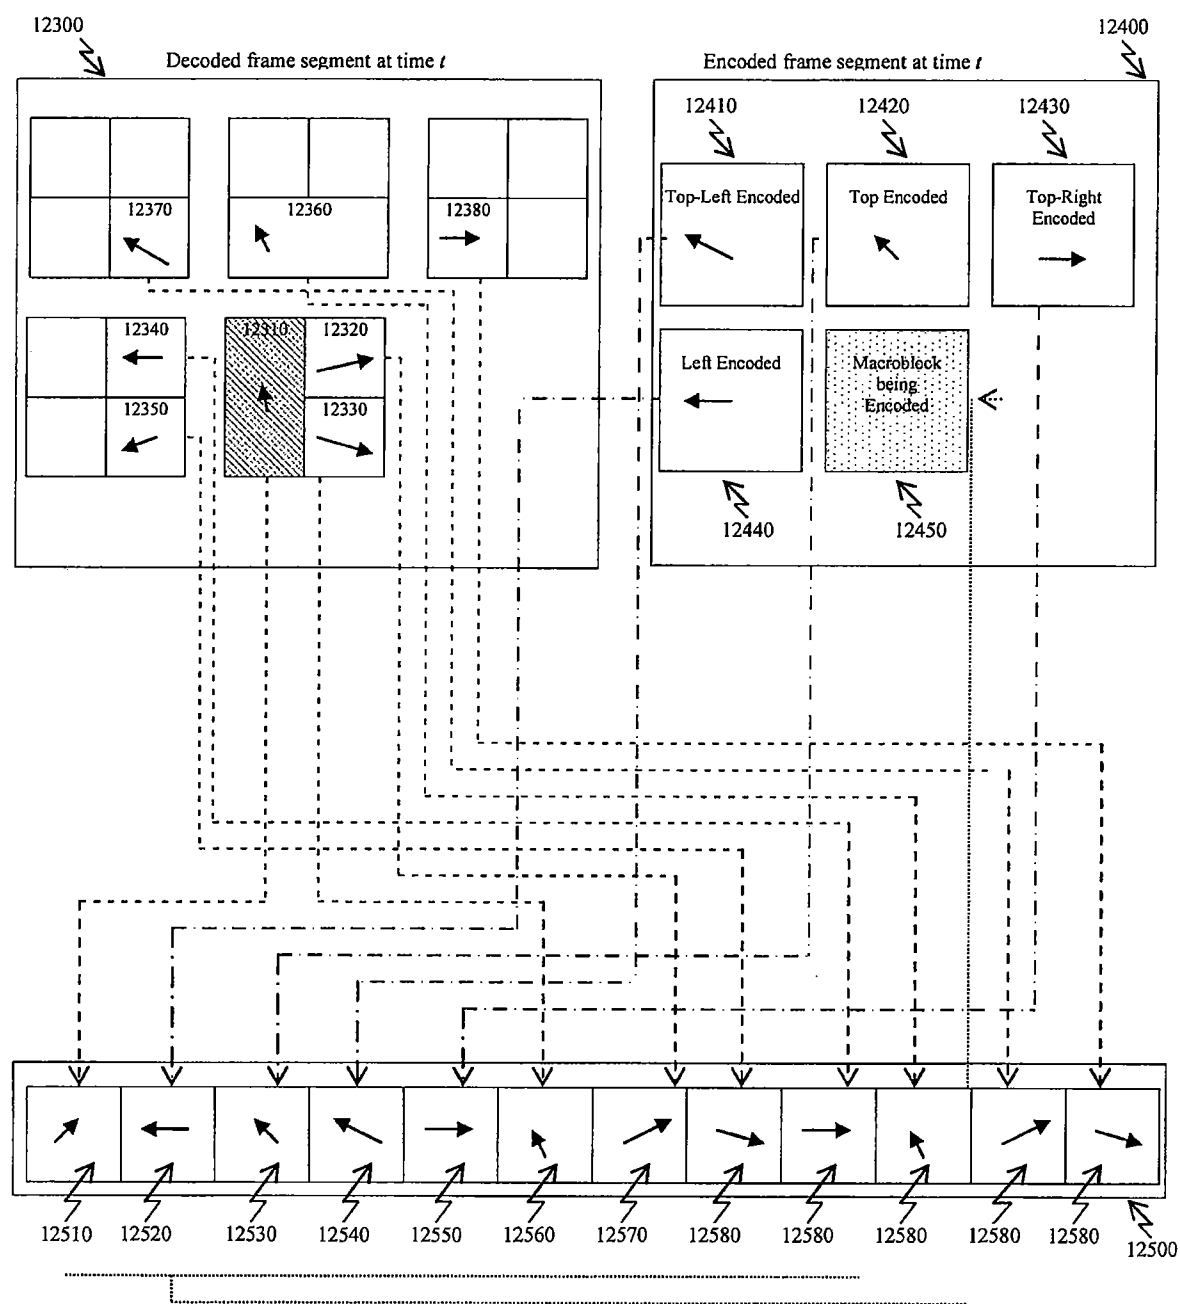 12300
12400
Decoded frame segment at time t
Encoded frame segment at time t
12410
12420
12430
Top-Left Encoded
Top Encoded
Top-Right
Encoded
12370
12360
12380
12340
12310
12320
12350
12330
Left Encoded
Macroblock
being
Encoded
12440
12450
12510
12520
12530
12540
12550
12560
12570
12580
12580
12580
12580
12580
12500